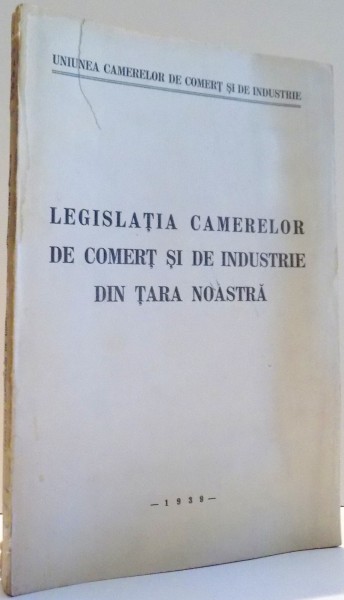 UNIUNEA CAMERELOR DE COMERȚ ȘI DE INDUSTRIE
LEGISLAȚIA CAMERELOR
DE COMERȚ ȘI DE INDUSTRIE
DIN ȚARA NOASTRĂ
— 1939 —